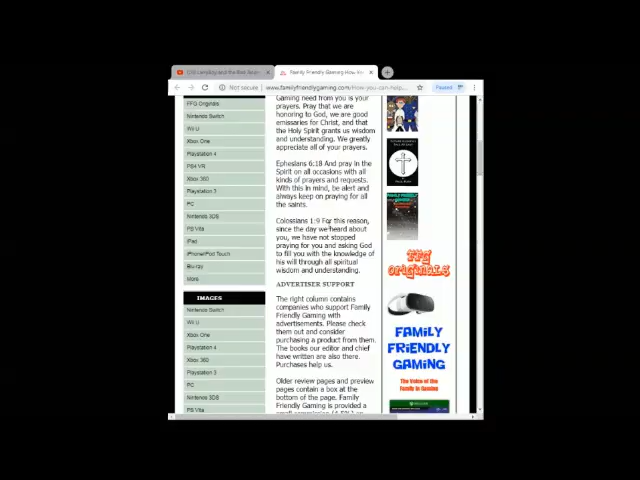 Family Friendly Gaming How Yo
Not secure
www.familyfriendlygaming.com/How-you-can-help...
Paused
FFG Originals
Nintendo Switch
Wii U
Xbox One
Playstation 4
PS4 VR
Xbox 360
Playstation 3
PC
Nintendo 3DS
PS Vita
iPad
iPhone/iPod Touch
Blu-ray
More
IMAGES
Nintendo Switch
Wii U
Xbox One
Playstation 4
Xbox 360
Playstation 3
PC
Nintendo 3DS
PS Vita
Gaming need from you is your
prayers. Pray that we are
honoring to God, we are good
emissaries for Christ, and that
the Holy Spirit grants us wisdom
and understanding. We greatly
appreciate all of your prayers.
Ephesians 6:18 And pray in the
Spirit on all occasions with all
kinds of prayers and requests.
With this in mind, be alert and
always keep on praying for all
the saints.
Colossians 1:9 For this reason,
since the day we heard about
you, we have not stopped
praying for you and asking God
to fill you with the knowledge of
his will through all spiritual
wisdom and understanding.
ADVERTISER SUPPORT
The right column contains
companies who support Family
Friendly Gaming with
advertisements. Please check
them out and consider
purchasing a product from them.
The books our editor and chief
have written are also there.
Purchases help us.
Older review pages and preview
pages contain a box at the
bottom of the page. Family
Friendly Gaming is provided a
FFG
ORIGINALS
FAMILY
FRIENDLY
GAMING
The Voice of the
Family in Gaming